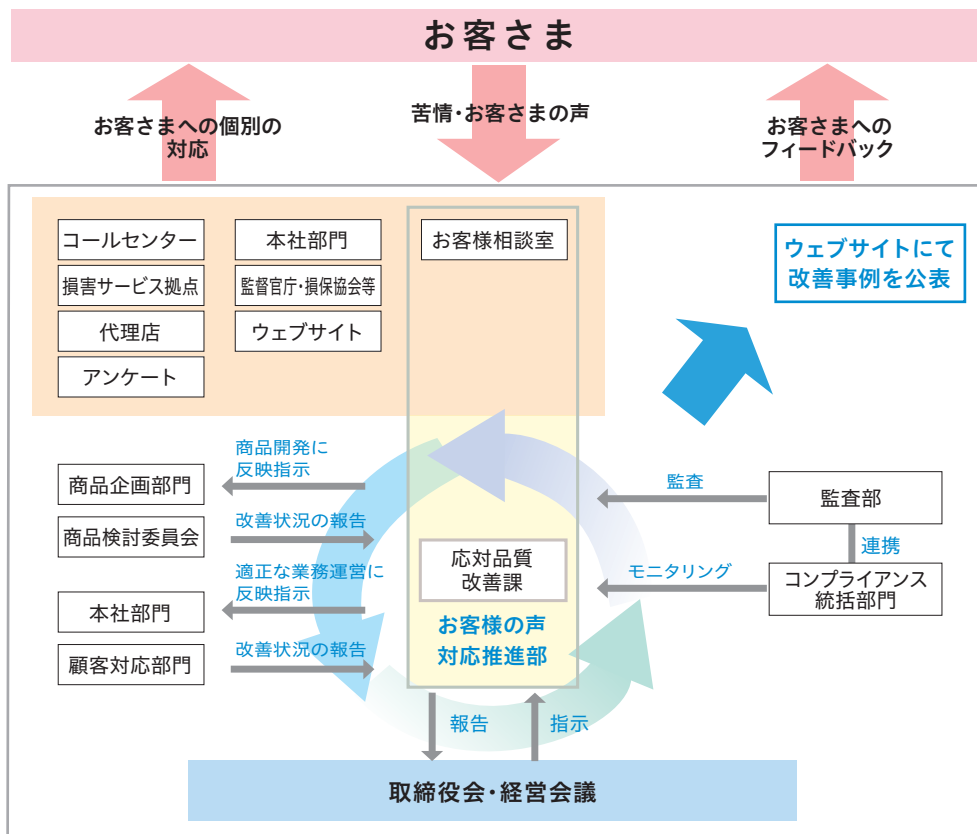 お客さま
お客さまへの個別の
対応
苦情・お客さまの声
お客さまへの
フィードバック
コールセンター
本社部門
お客様相談室
損害サービス拠点
監督官庁・損保協会等
代理店
ウェブサイト
アンケート
ウェブサイトにて
改善事例を公表
商品開発に
反映指示
商品企画部門
改善状況の報告
商品検討委員会
適正な業務運営に
反映指示
本社部門
改善状況の報告
顧客対応部門
応対品質
改善課
お客様の声
対応推進部
監査
監査部
連携
モニタリング
コンプライアンス
統括部門
報告
指示
取締役会・経営会議